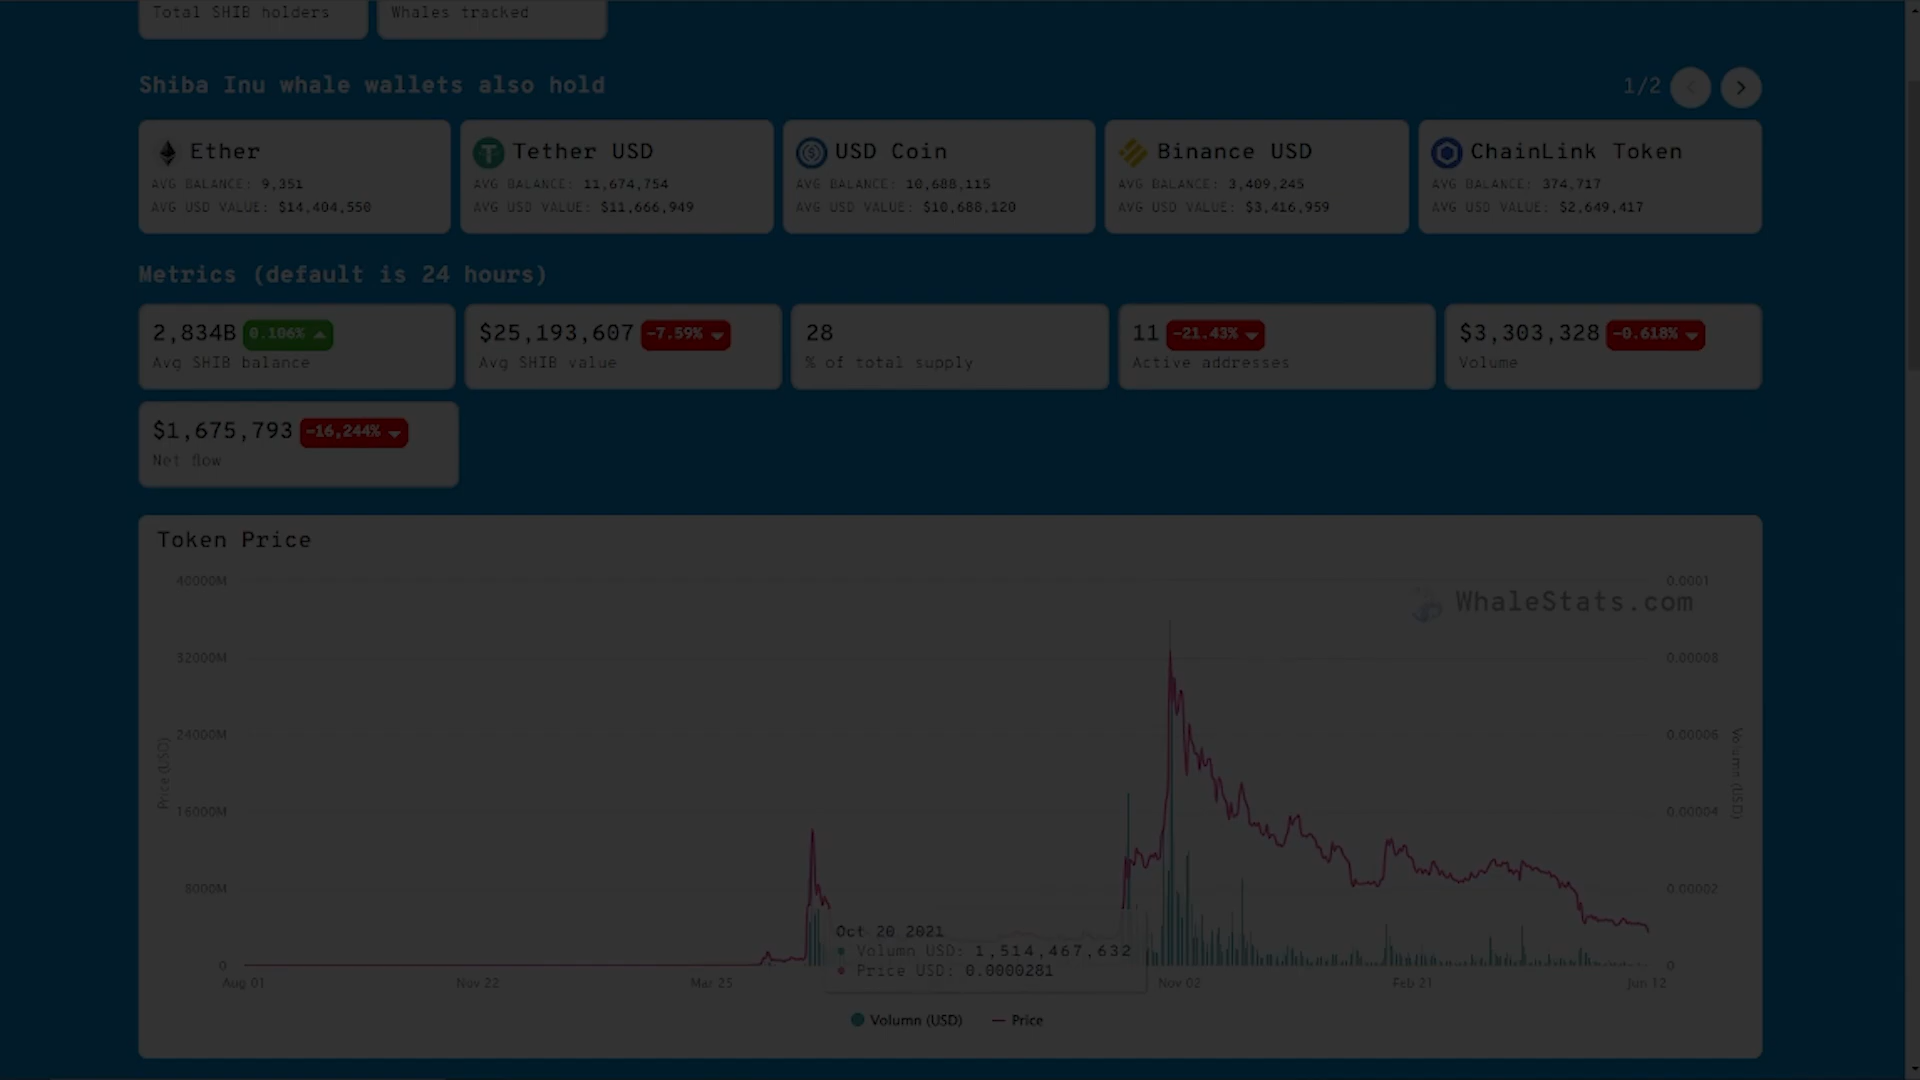 Total SHIB holders
Whales tracked
Shiba Inu whale wallets also hold
1/2
Ether
AVG BALANCE: 9,351
AVG USD VALUE: $14,404,550
Tether USD
AVG BALANCE: 11,674,754
AVG USD VALUE: $11,666,949
USD Coin
AVG BALANCE: 10,688,115
AVG USD VALUE: $10,688,120
Binance USD
AVG BALANCE: 3,409,245
AVG USD VALUE: $3,416,959
ChainLink Token
AVG BALANCE: 374,717
AVG USD VALUE: $2,649,417
Metrics (default is 24 hours)
2,834B 0.106%
Avg SHIB balance
$25,193,607 -7.59%
Avg SHIB value
28
% of total supply
11 -21.43%
Active addresses
$3,303,328 -0.618%
Volume
$1,675,793 -16,244%
Net flow
Token Price
WhaleStats.com
40000M
32000M
24000M
16000M
8000M
0
Price (USD)
0.0001
0.00008
0.00006
0.00004
0.00002
0
Volumn (USD)
Oct 20 2021
Volumn USD: 1,514,467,632
Price USD: 0.0000281
Aug 01
Nov 22
Mar 25
Nov 02
Feb 21
Jun 12
Volumn (USD)
Price